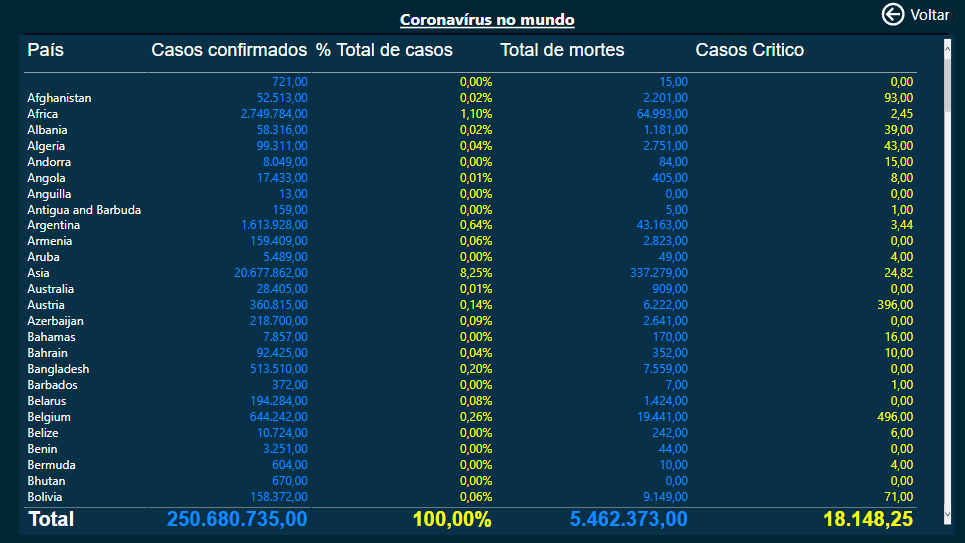 Coronavírus no mundo
Voltar
País Casos confirmados % Total de casos Total de mortes Casos Critico
721,00 0,00% 15,00 0,00
Afghanistan 52.513,00 0,02% 2.201,00 93,00
Africa 2.749.784,00 1,10% 64.993,00 2,45
Albania 58.316,00 0,02% 1.181,00 39,00
Algeria 99.311,00 0,04% 2.751,00 43,00
Andorra 8.049,00 0,00% 84,00 15,00
Angola 17.433,00 0,01% 405,00 8,00
Anguilla 13,00 0,00% 0,00 0,00
Antigua and Barbuda 159,00 0,00% 5,00 1,00
Argentina 1.613.928,00 0,64% 43.163,00 3,44
Armenia 159.409,00 0,06% 2.823,00 0,00
Aruba 5.489,00 0,00% 49,00 4,00
Asia 20.677.862,00 8,25% 337.279,00 24,82
Australia 28.405,00 0,01% 909,00 0,00
Austria 360.815,00 0,14% 6.222,00 396,00
Azerbaijan 218.700,00 0,09% 2.641,00 0,00
Bahamas 7.857,00 0,00% 170,00 16,00
Bahrain 92.425,00 0,04% 352,00 10,00
Bangladesh 513.510,00 0,20% 7.559,00 0,00
Barbados 372,00 0,00% 7,00 1,00
Belarus 194.284,00 0,08% 1.424,00 0,00
Belgium 644.242,00 0,26% 19.441,00 496,00
Belize 10.724,00 0,00% 242,00 6,00
Benin 3.251,00 0,00% 44,00 0,00
Bermuda 604,00 0,00% 10,00 4,00
Bhutan 670,00 0,00% 0,00 0,00
Bolivia 158.372,00 0,06% 9.149,00 71,00
Total 250.680.735,00 100,00% 5.462.373,00 18.148,25